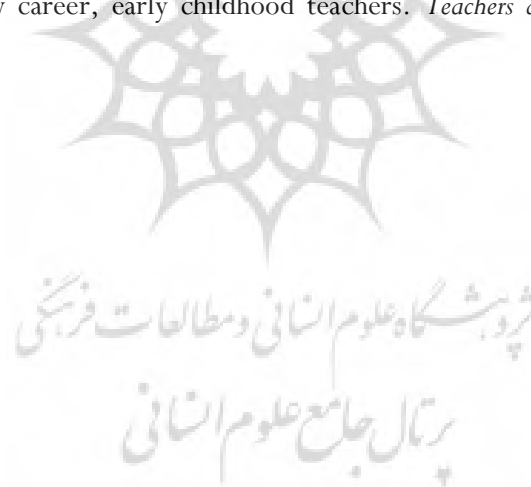 career, early childhood teachers. Teachers
پژوهشگاه علوم انسانی و مطالعات فرهنگی
پرتال جامع علوم انسانی